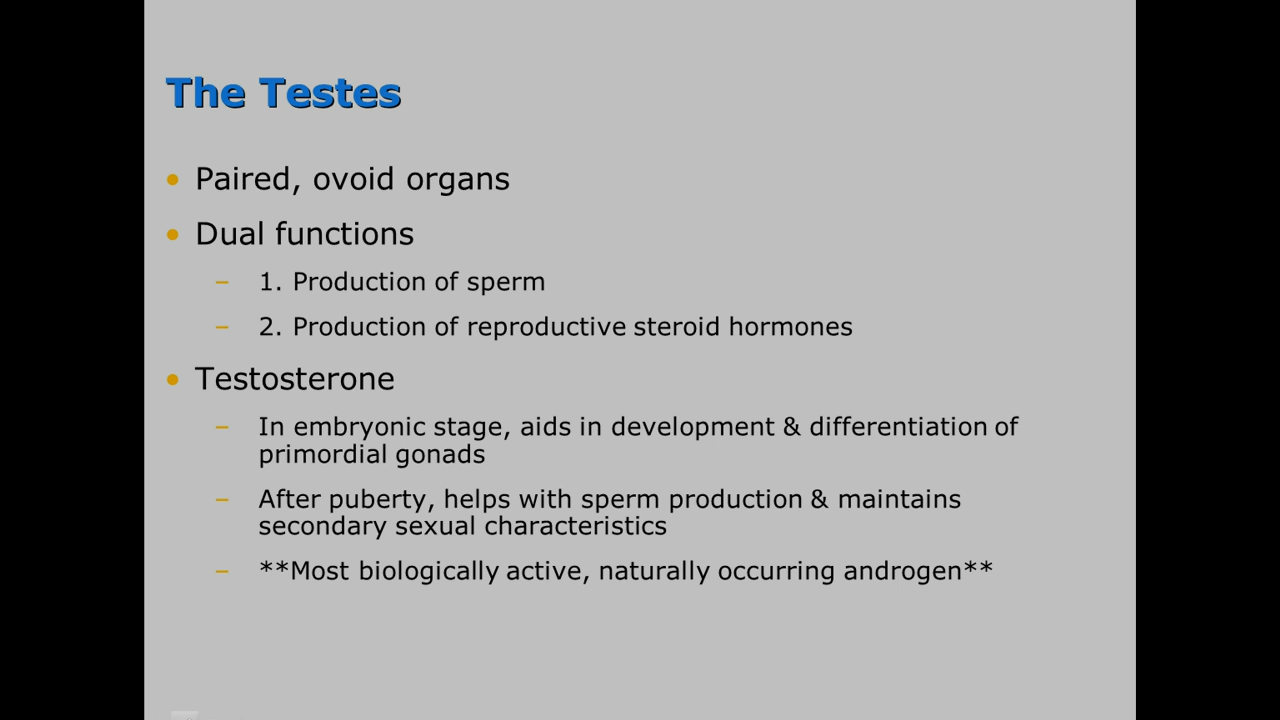 The Testes
• Paired, ovoid organs
• Dual functions
– 1. Production of sperm
– 2. Production of reproductive steroid hormones
• Testosterone
– In embryonic stage, aids in development & differentiation of
primordial gonads
– After puberty, helps with sperm production & maintains
secondary sexual characteristics
– **Most biologically active, naturally occurring androgen**